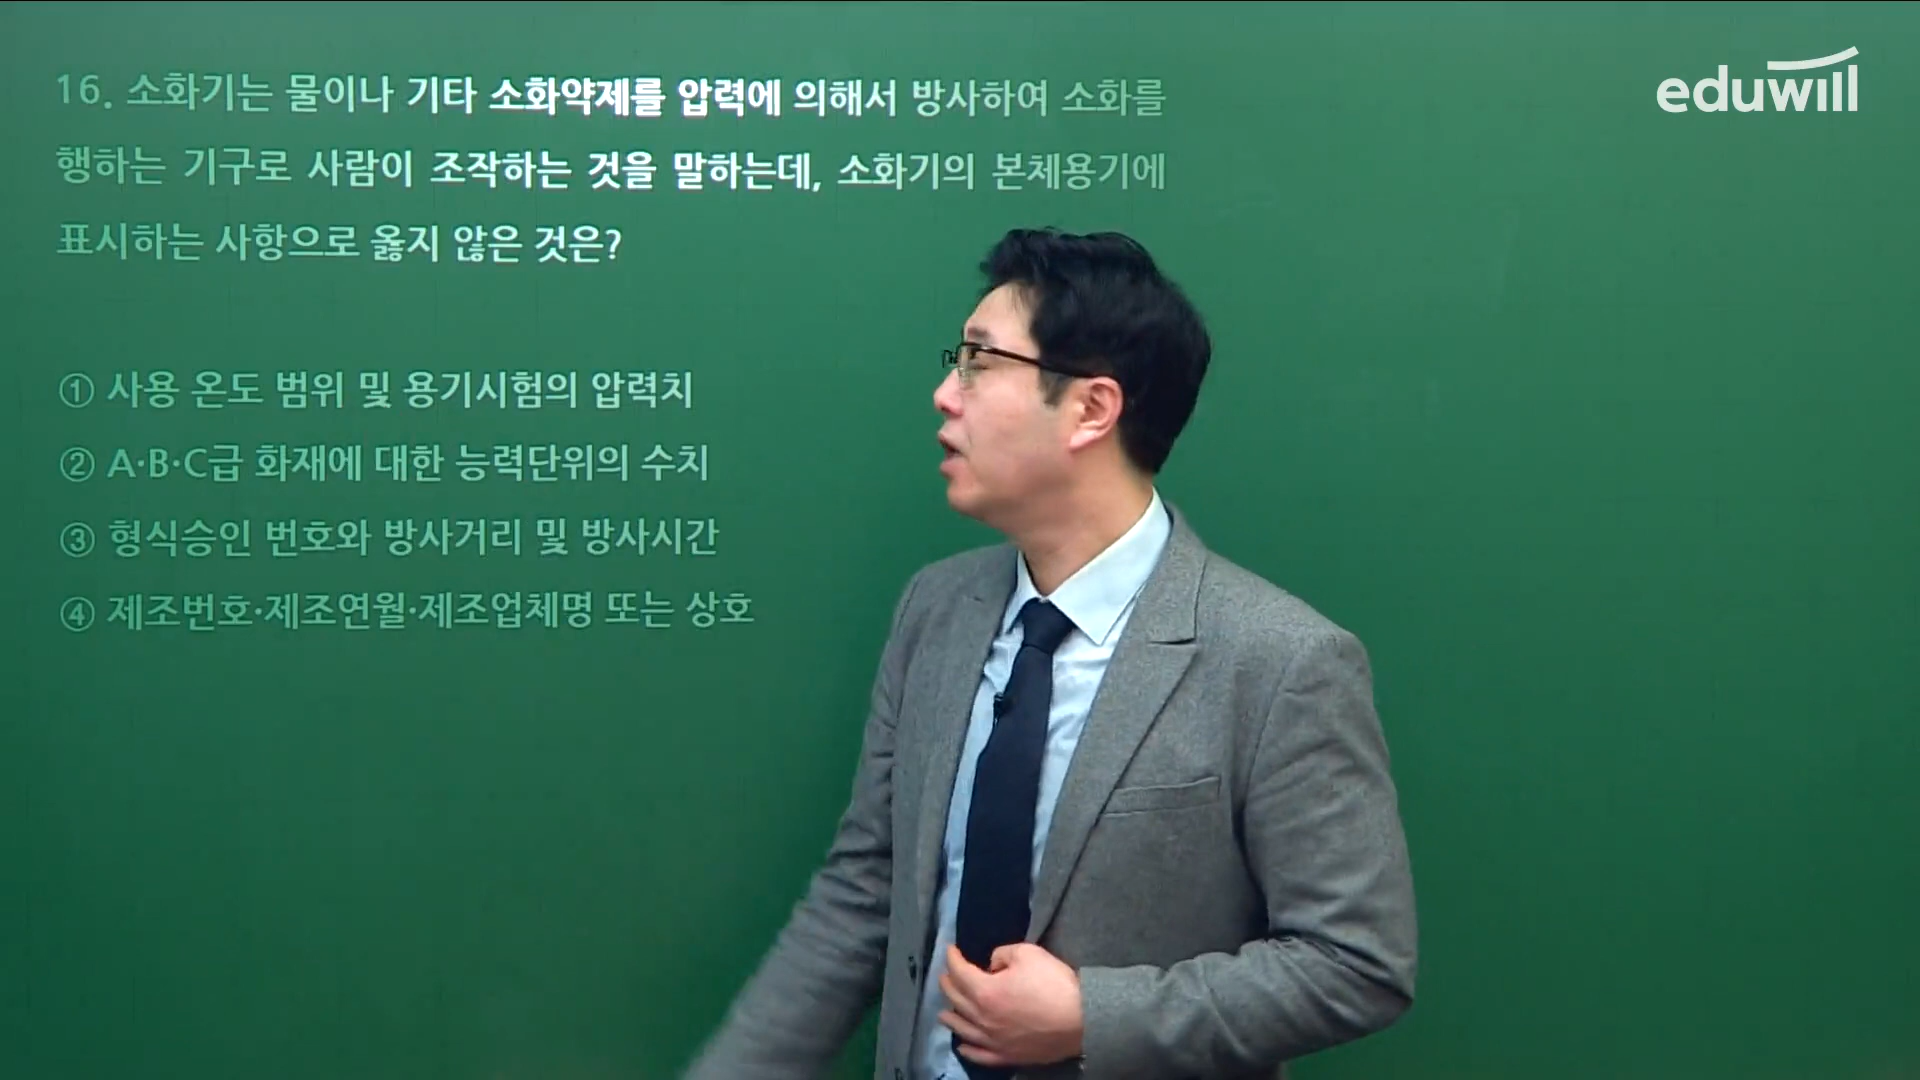 eduwill
16. 소화기는 물이나 기타 소화약제를 압력에 의해서 방사하여 소화를
행하는 기구로 사람이 조작하는 것을 말하는데, 소화기의 본체용기에
표시하는 사항으로 옳지 않은 것은?
① 사용 온도 범위 및 용기시험의 압력치
② A·B·C급 화재에 대한 능력단위의 수치
③ 형식승인 번호와 방사거리 및 방사시간
④ 제조번호·제조연월·제조업체명 또는 상호